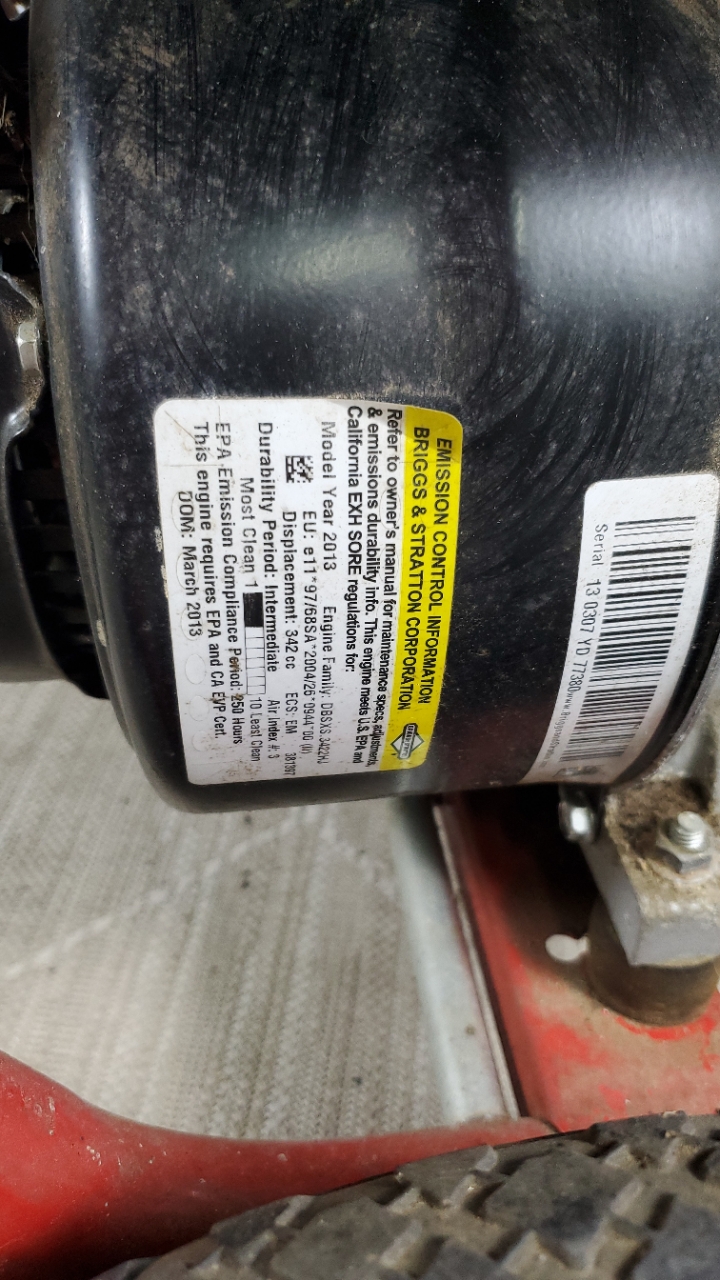 EMISSION CONTROL INFORMATION
BRIGGS & STRATTON CORPORATION
Refer to owner's manual for maintenance specs, adjustments,
& emissions durability info. This engine meets U.S. EPA and
California EXH SORE regulations for:
Model Year 2013 Engine Family: DBSXS.3422HJ
EU: e11*97/68SA*2004/26*0944*00 (II)
Displacement: 342 cc ECS: EM 381397
Durability Period: Intermediate Air Index #: 3
Most Clean 1 10 Least Clean
EPA Emission Compliance Period: 250 Hours
This engine requires EPA and CA EVP Cert.
DOM: March 2013
Serial 13 0307 YD 77380